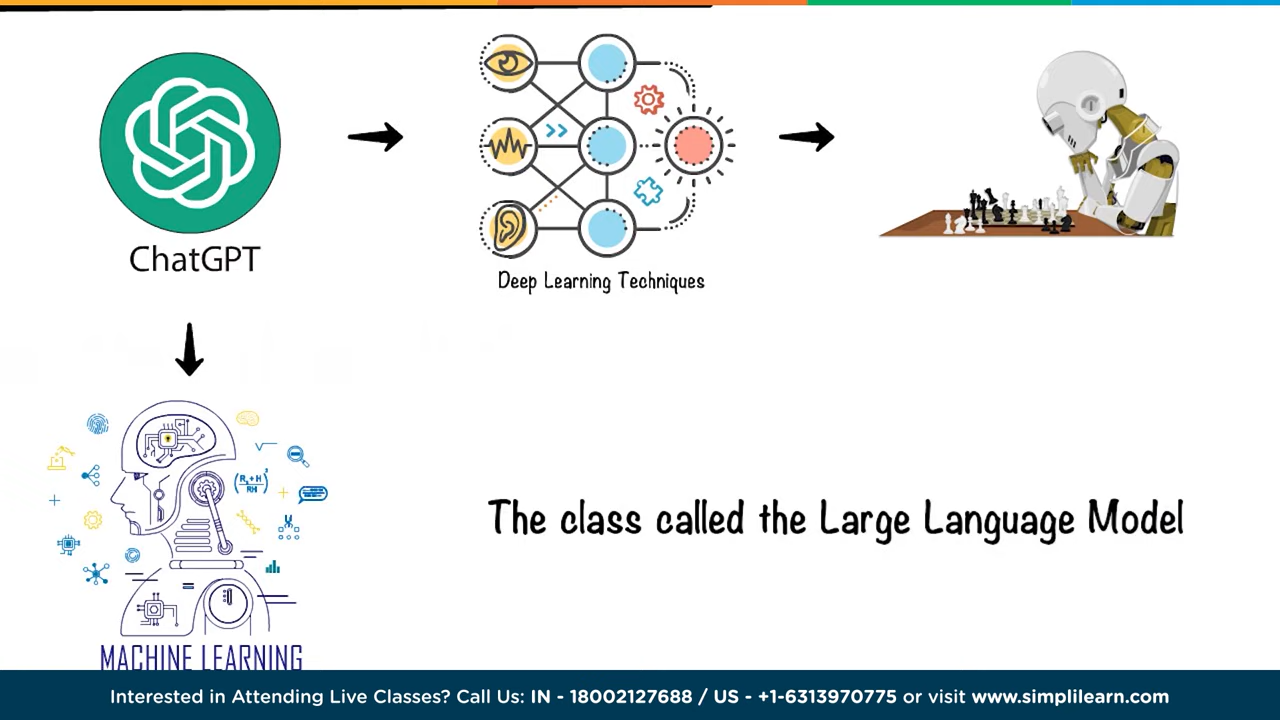 ChatGPT
Deep Learning Techniques
The class called the Large Language Model
MACHINE LEARNING
Interested in Attending Live Classes? Call Us: IN - 18002127688 / US - +1-6313970775 or visit www.simplilearn.com